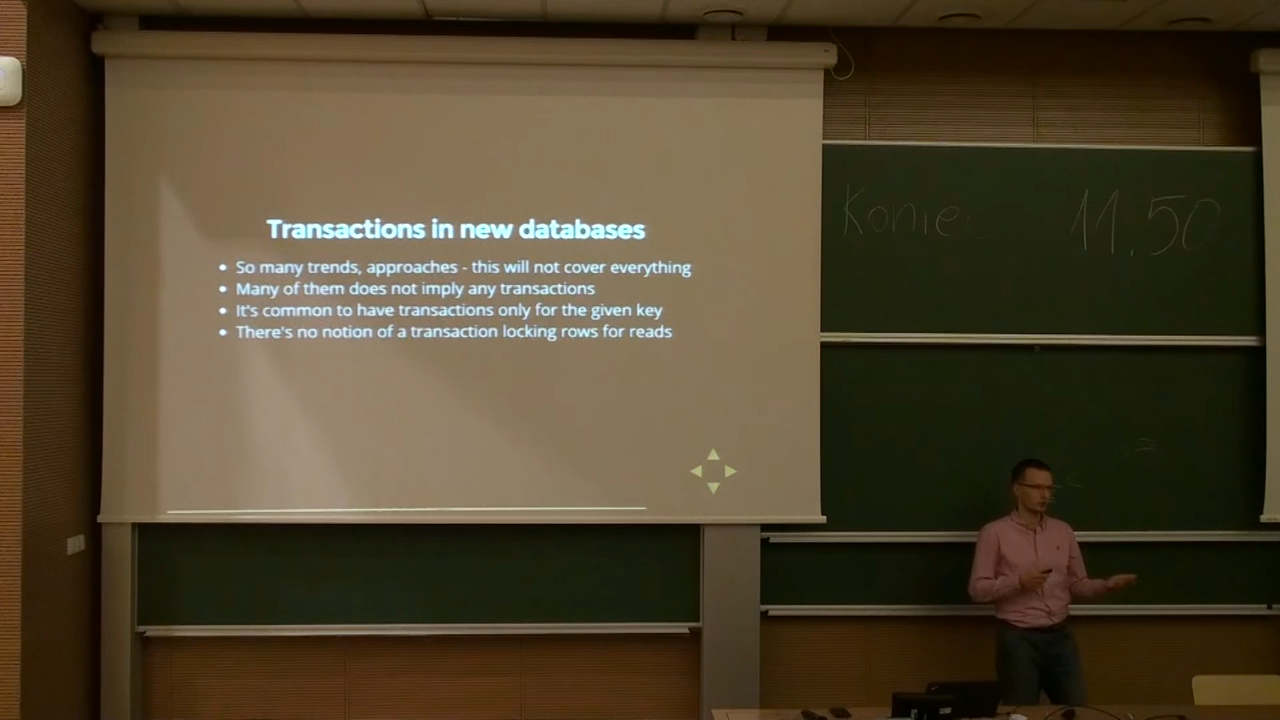 Transactions in new databases
• So many trends, approaches - this will not cover everything
• Many of them does not imply any transactions
• It's common to have transactions only for the given key
• There's no notion of a transaction locking rows for reads
11.50